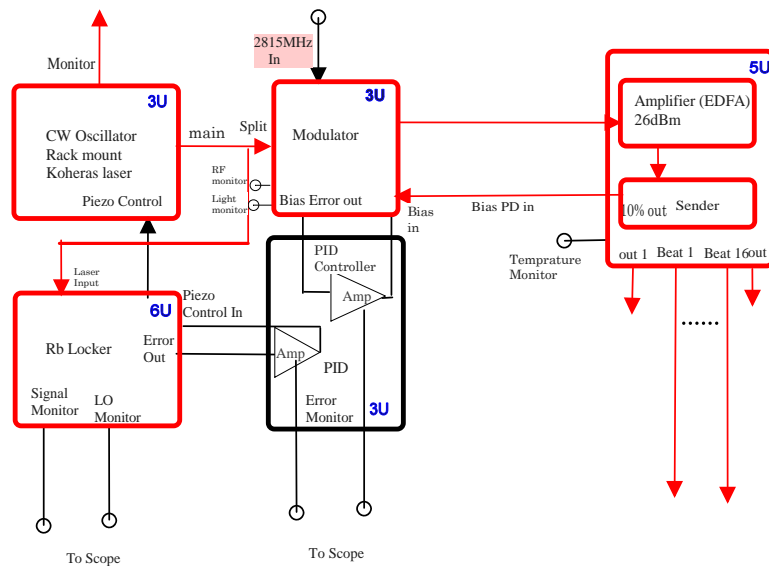 2815MHz
In
Monitor
3U
CW Oscillator
Rack mount
Koheras laser
Piezo Control
main
Split
3U
Modulator
RF
monitor
Light
monitor
Bias Error out
Bias
in
Bias PD in
5U
Amplifier (EDFA)
26dBm
10% out
Sender
Temprature
Monitor
out 1
Beat 1
Beat 16
out
......
PID
Controller
Amp
Laser
Input
6U
Piezo
Control In
Rb Locker
Error
Out
Amp
PID
Signal
Monitor
LO
Monitor
Error
Monitor
3U
To Scope
To Scope